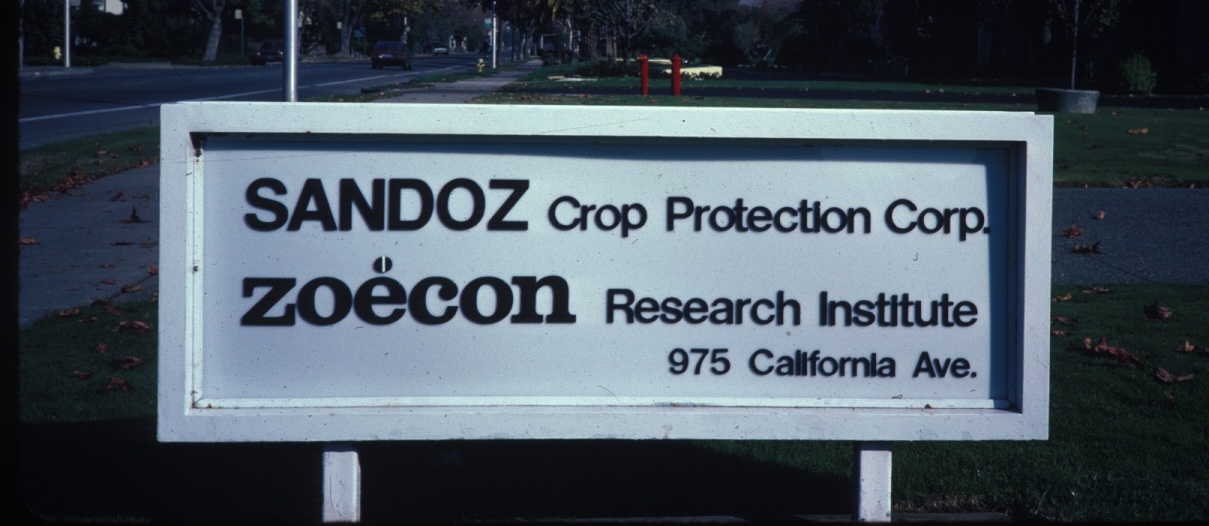 SANDOZ Crop Protection Corp.
zoëcon Research Institute
975 California Ave.